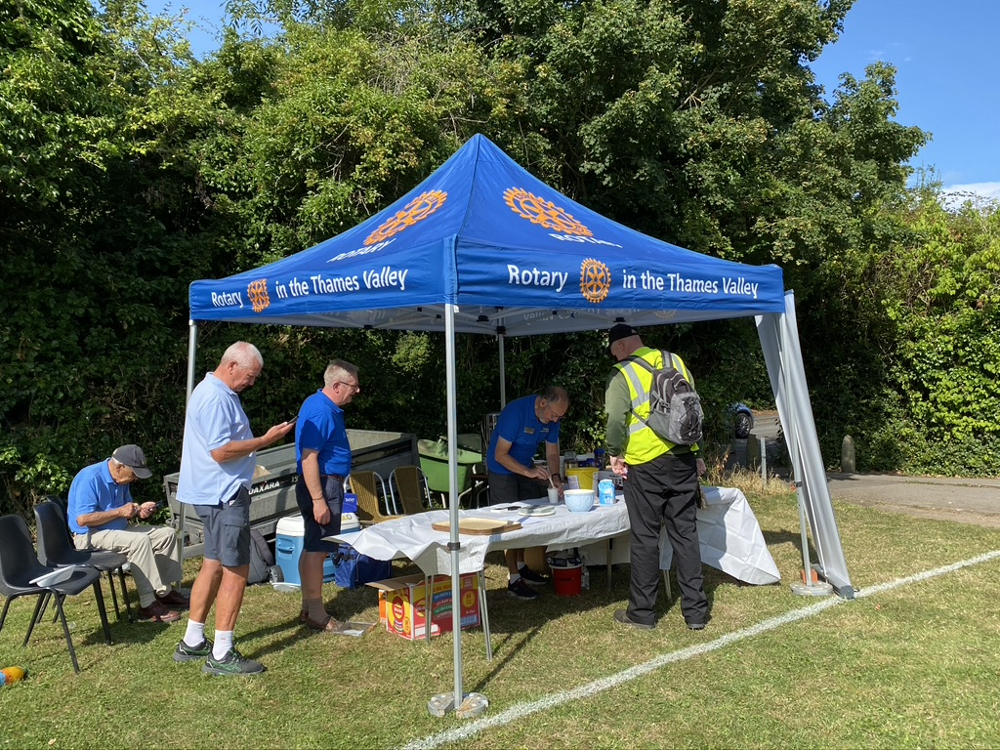 ROTARY
ROTARY
Rotary in the Thames Valley
Rotary in the Thames Valley
DAXARA